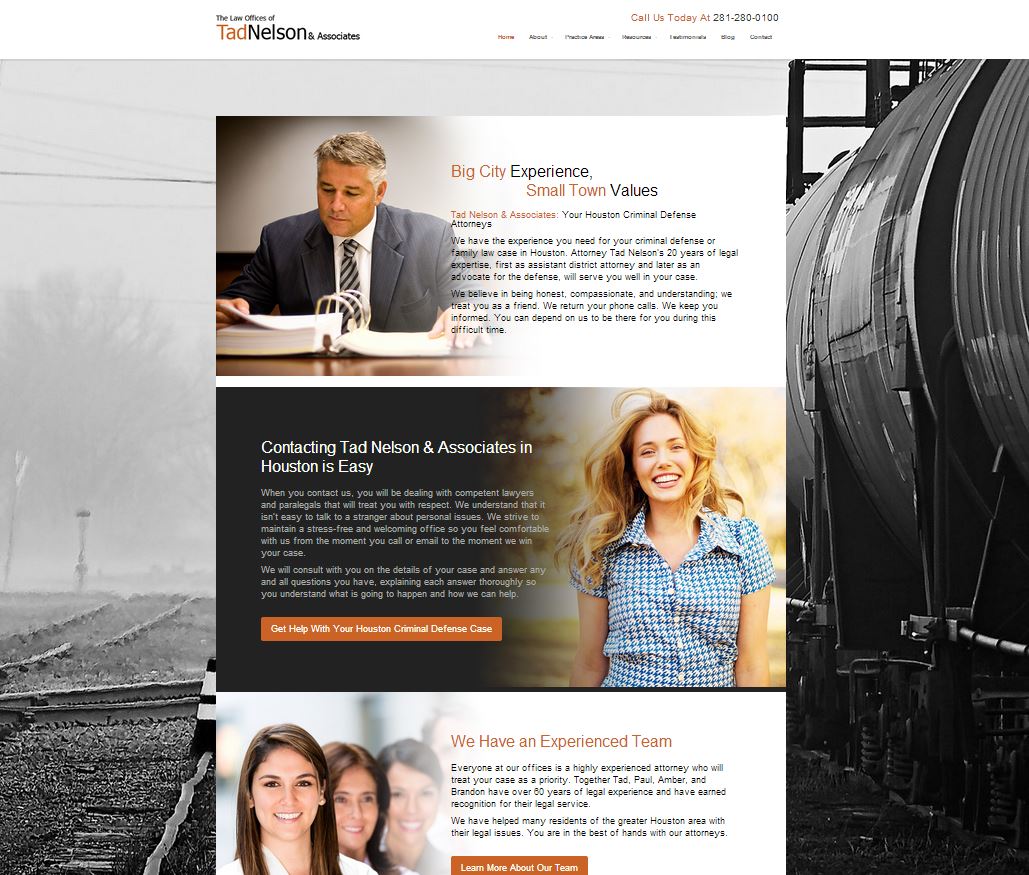 The Law Offices of
TadNelson & Associates
Call Us Today At 281-280-0100
Home About Practice Areas Resources Testimonials Blog Contact
Big City Experience,
Small Town Values
Tad Nelson & Associates: Your Houston Criminal Defense
Attorneys
We have the experience you need for your criminal defense or
family law case in Houston. Attorney Tad Nelson's 20 years of legal
expertise, first as assistant district attorney and later as an
advocate for the defense, will serve you well in your case.
We believe in being honest, compassionate, and understanding; we
treat you as a friend. We return your phone calls. We keep you
informed. You can depend on us to be there for you during this
difficult time.
Contacting Tad Nelson & Associates in
Houston is Easy
When you contact us, you will be dealing with competent lawyers
and paralegals that will treat you with respect. We understand that it
isn't easy to talk to a stranger about personal issues. We strive to
maintain a stress-free and welcoming office so you feel comfortable
with us from the moment you call or email to the moment we win
your case.
We will consult with you on the details of your case and answer any
and all questions you have, explaining each answer thoroughly so
you understand what is going to happen and how we can help.
Get Help With Your Houston Criminal Defense Case
We Have an Experienced Team
Everyone at our offices is a highly experienced attorney who will
treat your case as a priority. Together Tad, Paul, Amber, and
Brandon have over 60 years of legal experience and have earned
recognition for their legal service.
We have helped many residents of the greater Houston area with
their legal issues. You are in the best of hands with our attorneys.
Learn More About Our Team